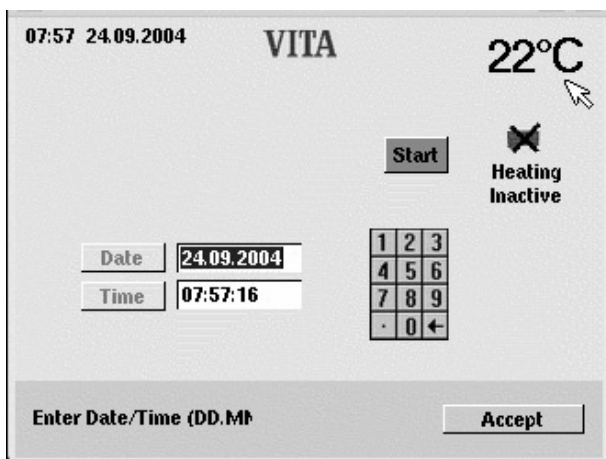 07:57 24.09.2004
VITA
22°C
Start
Heating
Inactive
Date 24.09.2004
Time 07:57:16
1 2 3
4 5 6
7 8 9
. 0 ←
Enter Date/Time (DD.MM
Accept